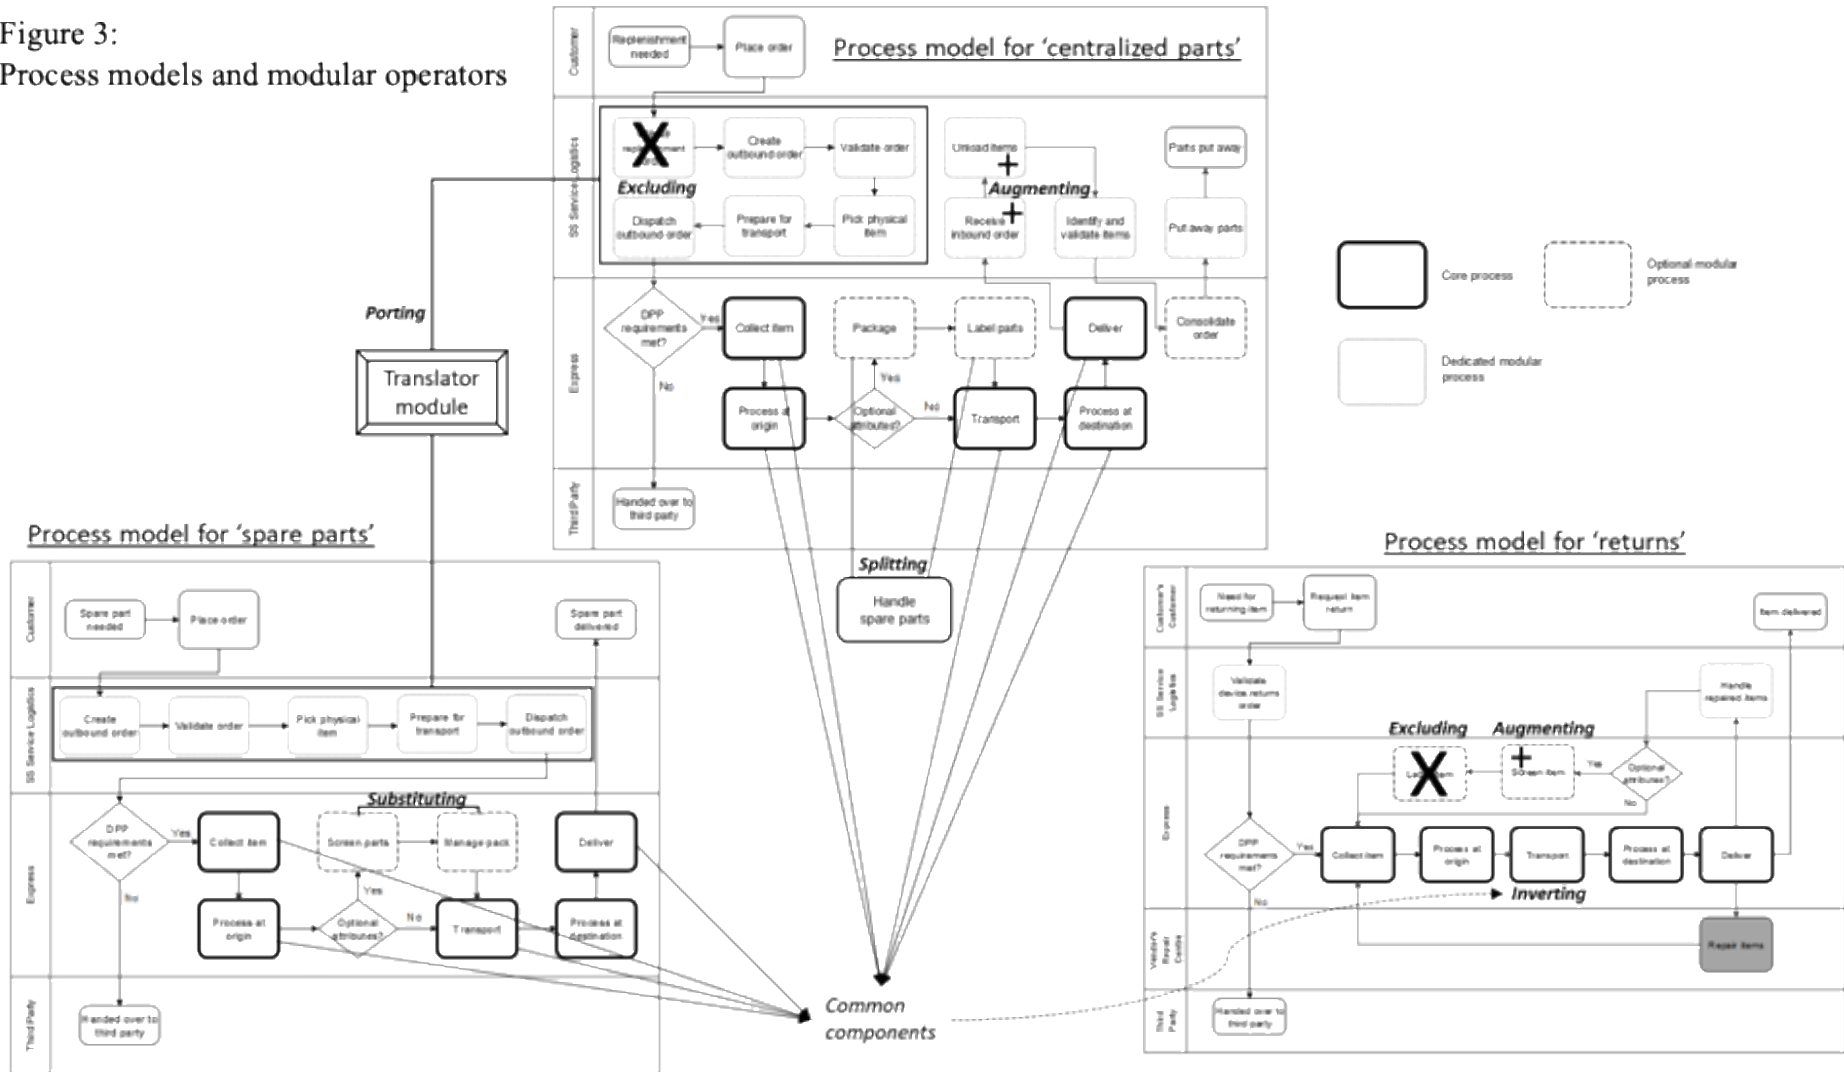 Figure 3:
Process models and modular operators
Process model for ‘centralized parts’
Customer
Replenishment
needed
Place order
SS Service Logistics
X
Create
outbound order
Validate order
Excluding
Dispatch
outbound order
Prepare for
transport
Pick physical
item
Unload items
+
Augmenting
Receive
inbound order
+
Identify and
validate items
Parts put away
Put away parts
Express
DPP
requirements
met?
Yes
No
Collect item
Package
Label parts
Deliver
Consolidate
order
Process at
origin
Optional
attributes?
Yes
No
Transport
Process at
destination
Third Party
Handed over to
third party
Splitting
Handle
spare parts
Porting
Translator
module
Core process
Optional modular
process
Dedicated modular
process
Process model for ‘spare parts’
Customer
Spare part
needed
Place order
Spare part
delivered
SS Service Logistics
Create
outbound order
Validate order
Pick physical
item
Prepare for
transport
Dispatch
outbound order
Express
Substituting
DPP
requirements
met?
Yes
No
Collect item
Screen parts
Manage pack
Deliver
Process at
origin
Optional
attributes?
Yes
No
Transport
Process at
destination
Third Party
Handed over to
third party
Common
components
Process model for ‘returns’
Customer's
Customer
Need for
returning item
Request item
return
Item delivered
SS Service
Logistics
Validate
device returns
order
Handle
repaired items
Express
Excluding
Augmenting
X
+
Screen item
Yes
Optional
attributes?
No
DPP
requirements
met?
Yes
No
Collect item
Process at
origin
Transport
Process at
destination
Deliver
Inverting
Vendor's
Repair
Centre
Repair items
Third
Party
Handed over to
third party